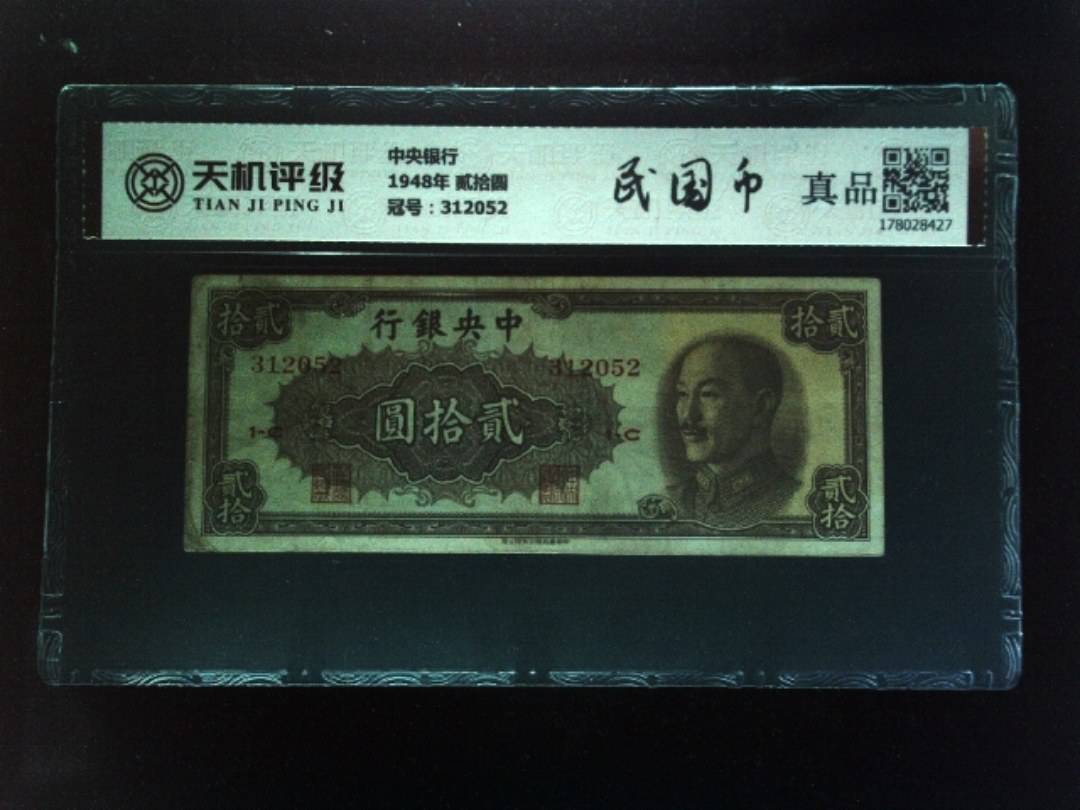 天机评级
TIAN JI PING JI
中央银行
1948年 贰拾圆
冠号：312052
民国币
真品
178028427
拾貳
行銀央中
拾貳
312052
312052
圓拾貳
貳拾
貳拾